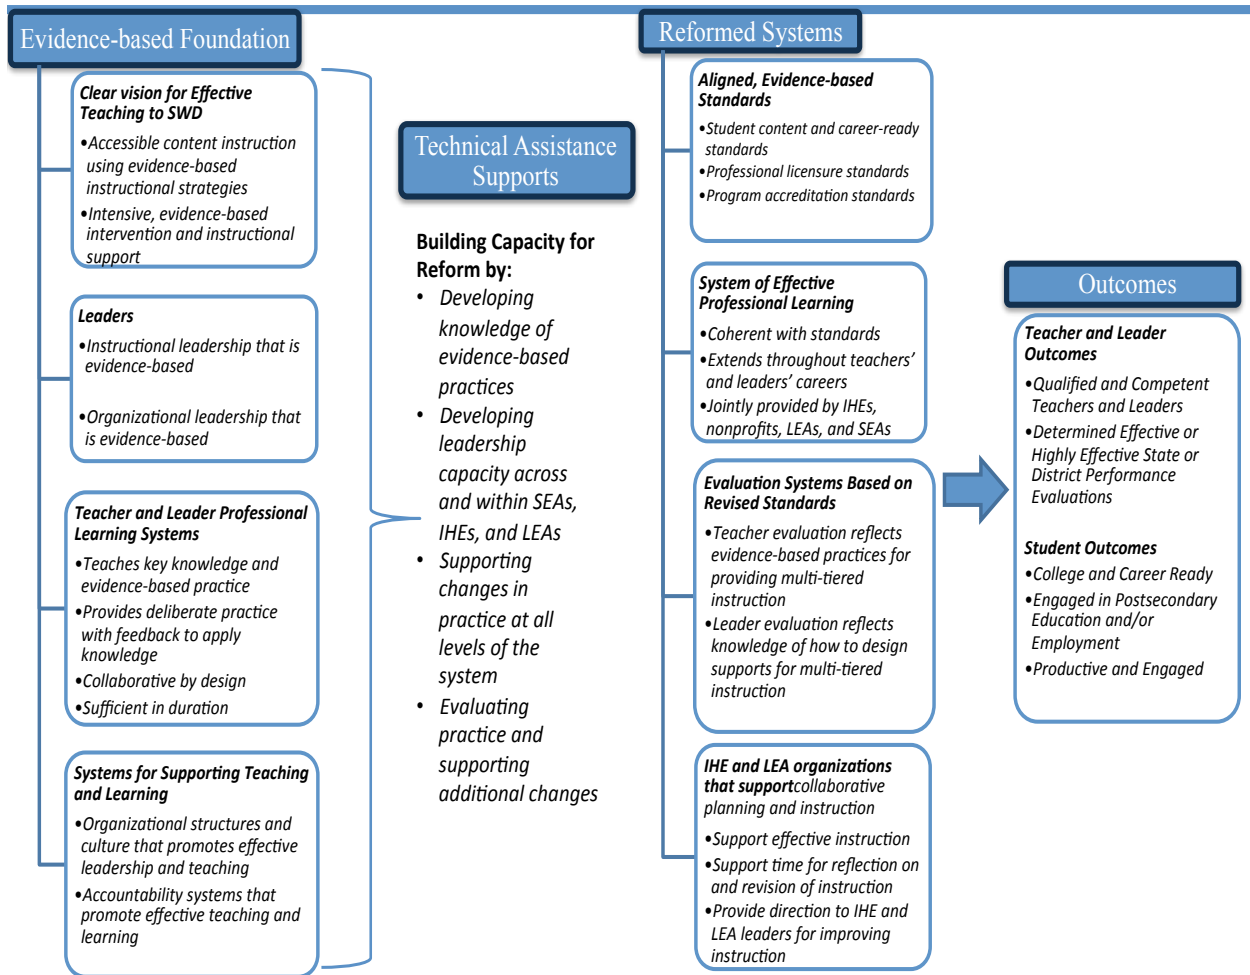 Evidence-based Foundation
Clear vision for Effective
Teaching to SWD
•Accessible content instruction
using evidence-based
instructional strategies
•Intensive, evidence-based
intervention and instructional
support
Leaders
•Instructional leadership that is
evidence-based
•Organizational leadership that
is evidence-based
Teacher and Leader Professional
Learning Systems
•Teaches key knowledge and
evidence-based practice
•Provides deliberate practice
with feedback to apply
knowledge
•Collaborative by design
•Sufficient in duration
Systems for Supporting Teaching
and Learning
•Organizational structures and
culture that promotes effective
leadership and teaching
•Accountability systems that
promote effective teaching and
learning
Technical Assistance
Supports
Building Capacity for
Reform by:
• Developing
knowledge of
evidence-based
practices
• Developing
leadership
capacity across
and within SEAs,
IHEs, and LEAs
• Supporting
changes in
practice at all
levels of the
system
• Evaluating
practice and
supporting
additional changes
Reformed Systems
Aligned, Evidence-based
Standards
•Student content and career-ready
standards
•Professional licensure standards
•Program accreditation standards
System of Effective
Professional Learning
•Coherent with standards
•Extends throughout teachers’
and leaders’ careers
•Jointly provided by IHEs,
nonprofits, LEAs, and SEAs
Evaluation Systems Based on
Revised Standards
•Teacher evaluation reflects
evidence-based practices for
providing multi-tiered
instruction
•Leader evaluation reflects
knowledge of how to design
supports for multi-tiered
instruction
IHE and LEA organizations
that supportcollaborative
planning and instruction
•Support effective instruction
•Support time for reflection on
and revision of instruction
•Provide direction to IHE and
LEA leaders for improving
instruction
Outcomes
Teacher and Leader
Outcomes
•Qualified and Competent
Teachers and Leaders
•Determined Effective or
Highly Effective State or
District Performance
Evaluations
Student Outcomes
•College and Career Ready
•Engaged in Postsecondary
Education and/or
Employment
•Productive and Engaged